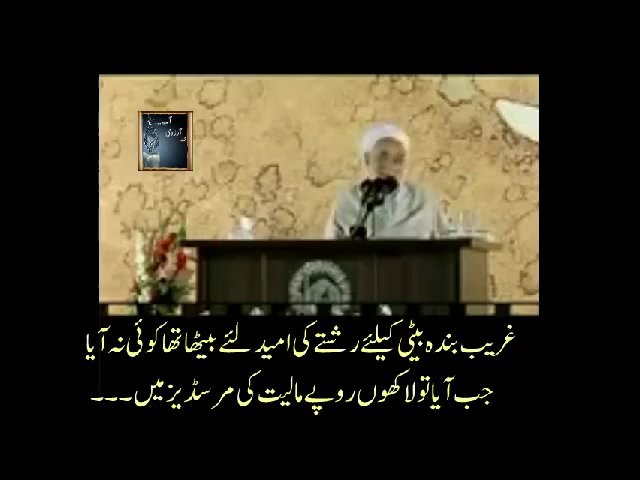 غریب بندہ بیٹی کیلئے رشتے کی امید لئے بیٹھا تھا کوئی نہ آیا
جب آیا تو لاکھوں روپے مالیت کی مرسڈیز میں ۔۔۔